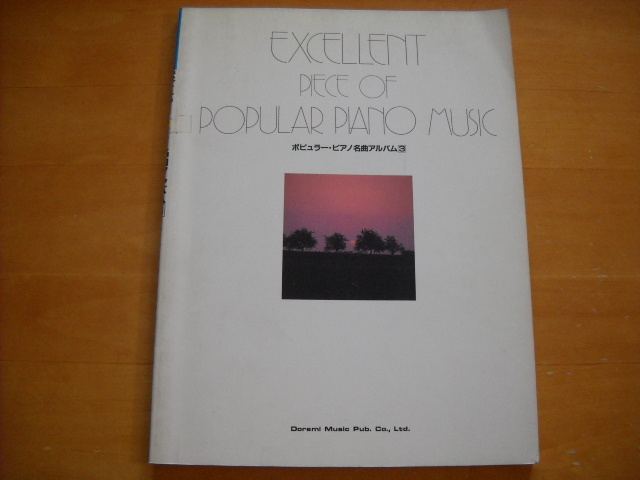 EXCELLENT
PIECE OF
POPULAR PIANO MUSIC
ポピュラー・ピアノ名曲アルバム3
Doremi Music Pub. Co., Ltd.